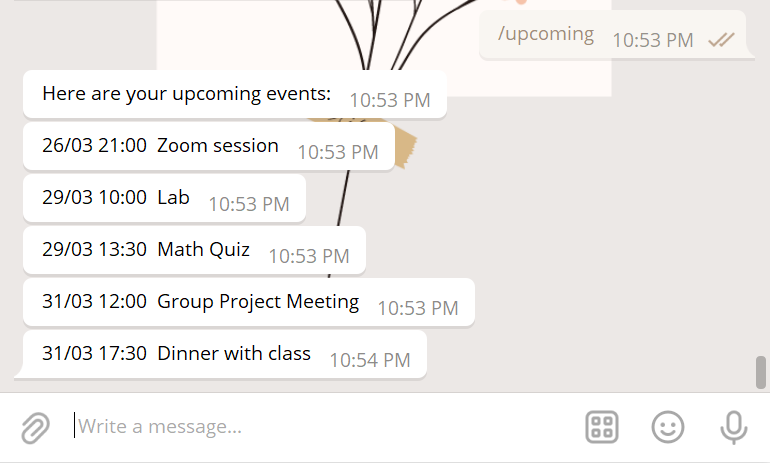 /upcoming 10:53 PM
Here are your upcoming events: 10:53 PM
26/03 21:00 Zoom session 10:53 PM
29/03 10:00 Lab 10:53 PM
29/03 13:30 Math Quiz 10:53 PM
31/03 12:00 Group Project Meeting 10:53 PM
31/03 17:30 Dinner with class 10:54 PM
Write a message...